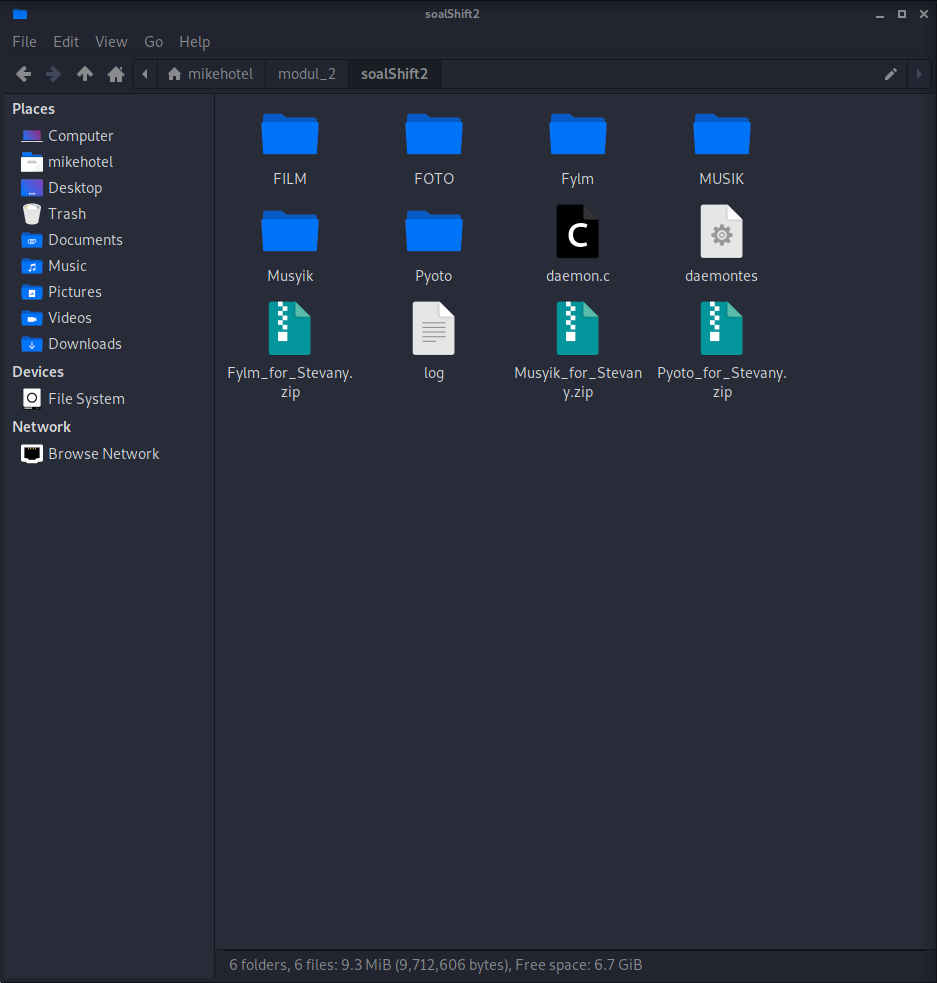 soalShift2
File Edit View Go Help
mikehotel modul_2 soalShift2
Places
Computer
mikehotel
Desktop
Trash
Documents
Music
Pictures
Videos
Downloads
Devices
File System
Network
Browse Network
FILM FOTO Fylm MUSIK
Musyik Pyoto daemon.c daemontes
Fylm_for_Stevany.
zip
log
Musyik_for_Stevan
y.zip
Pyoto_for_Stevany.
zip
6 folders, 6 files: 9.3 MiB (9,712,606 bytes), Free space: 6.7 GiB